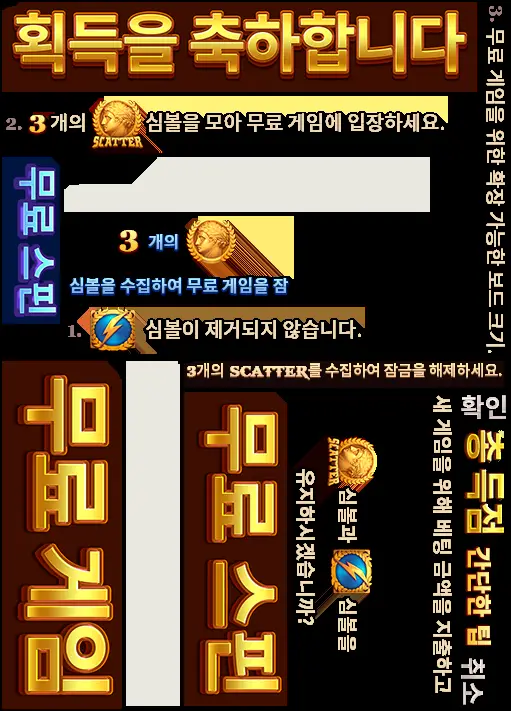 획득을 축하합니다
3. 무료 게임을 위한 확장 가능한 보드 크기.
2. 3 개의 SCATTER 심볼을 모아 무료 게임에 입장하세요.
무료 스핀
3 개의
심볼을 수집하여 무료 게임을 잠
1. 심볼이 제거되지 않습니다.
3개의 SCATTER를 수집하여 잠금을 해제하세요.
무료 게임
무료 스핀
SCATTER 심볼과 심볼을
유지하시겠습니까?
확인
총 득점
간단한 팁
취소
새 게임을 위해 베팅 금액을 지출하고